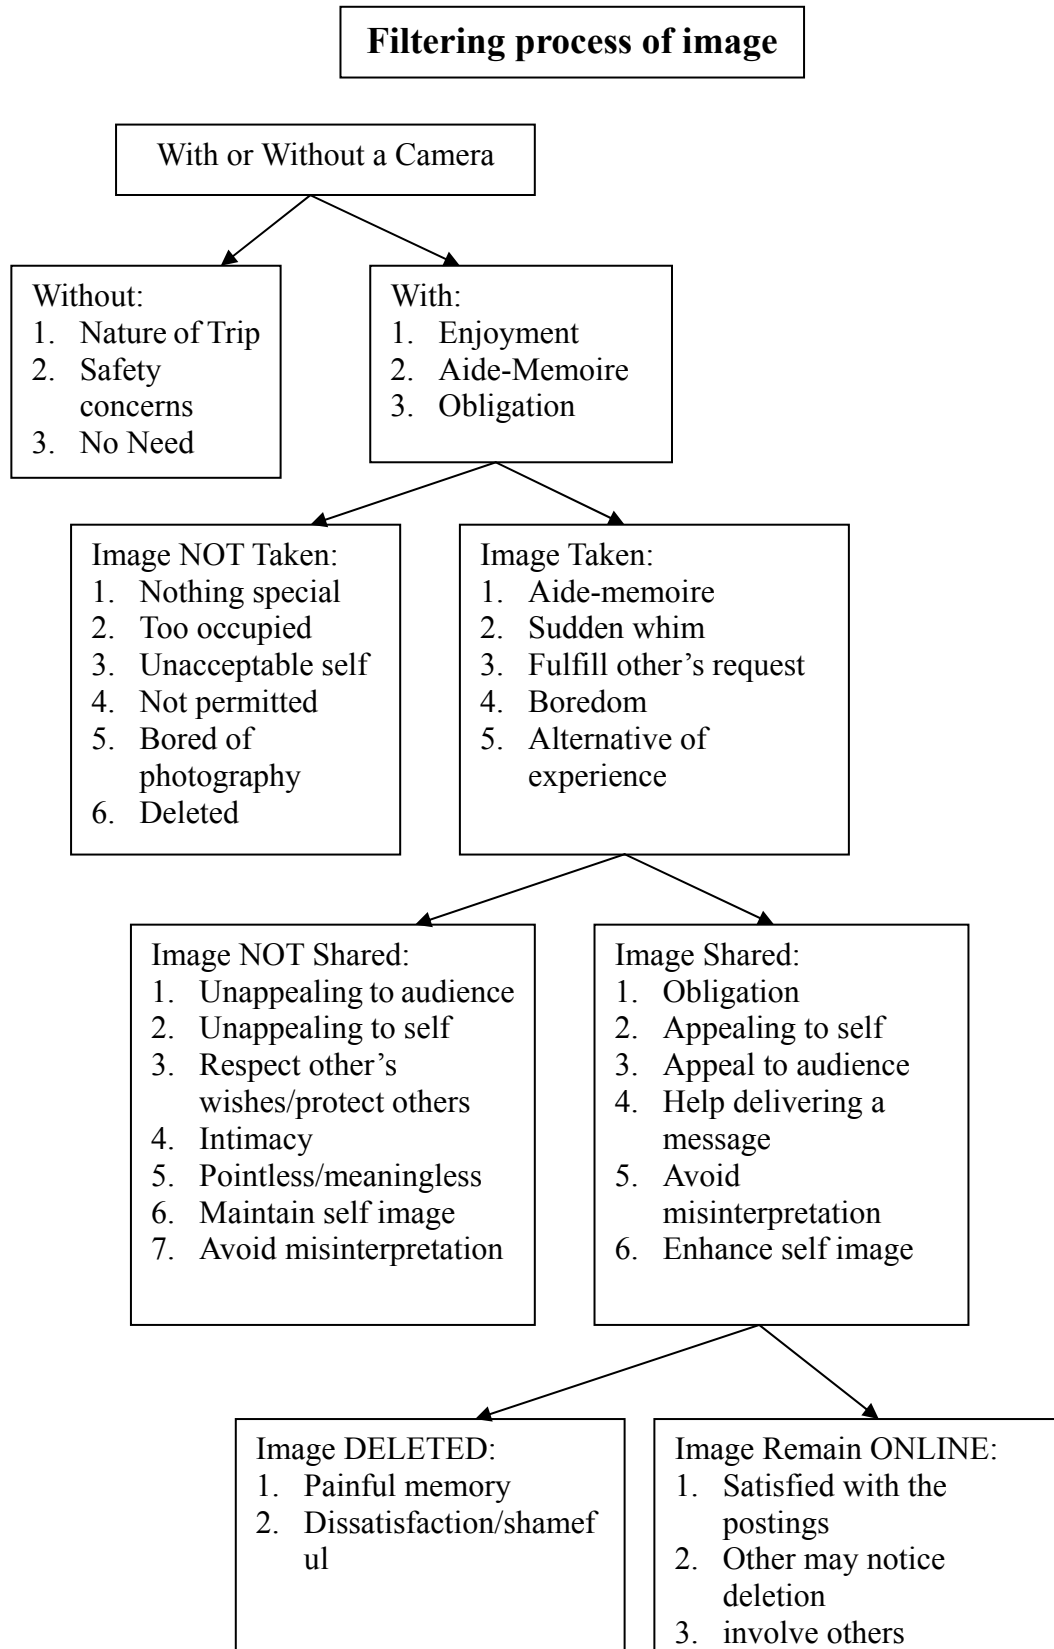 Filtering process of image
With or Without a Camera
Without:
1. Nature of Trip
2. Safety
concerns
3. No Need
With:
1. Enjoyment
2. Aide-Memoire
3. Obligation
Image NOT Taken:
1. Nothing special
2. Too occupied
3. Unacceptable self
4. Not permitted
5. Bored of
photography
6. Deleted
Image Taken:
1. Aide-memoire
2. Sudden whim
3. Fulfill other’s request
4. Boredom
5. Alternative of
experience
Image NOT Shared:
1. Unappealing to audience
2. Unappealing to self
3. Respect other’s
wishes/protect others
4. Intimacy
5. Pointless/meaningless
6. Maintain self image
7. Avoid misinterpretation
Image Shared:
1. Obligation
2. Appealing to self
3. Appeal to audience
4. Help delivering a
message
5. Avoid
misinterpretation
6. Enhance self image
Image DELETED:
1. Painful memory
2. Dissatisfaction/shamef
ul
Image Remain ONLINE:
1. Satisfied with the
postings
2. Other may notice
deletion
3. involve others